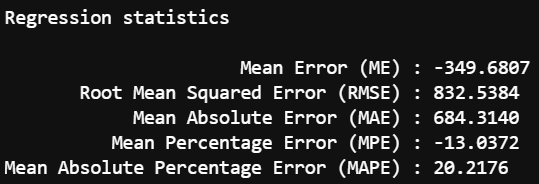 Regression statistics
Mean Error (ME) : -349.6807
Root Mean Squared Error (RMSE) : 832.5384
Mean Absolute Error (MAE) : 684.3140
Mean Percentage Error (MPE) : -13.0372
Mean Absolute Percentage Error (MAPE) : 20.2176